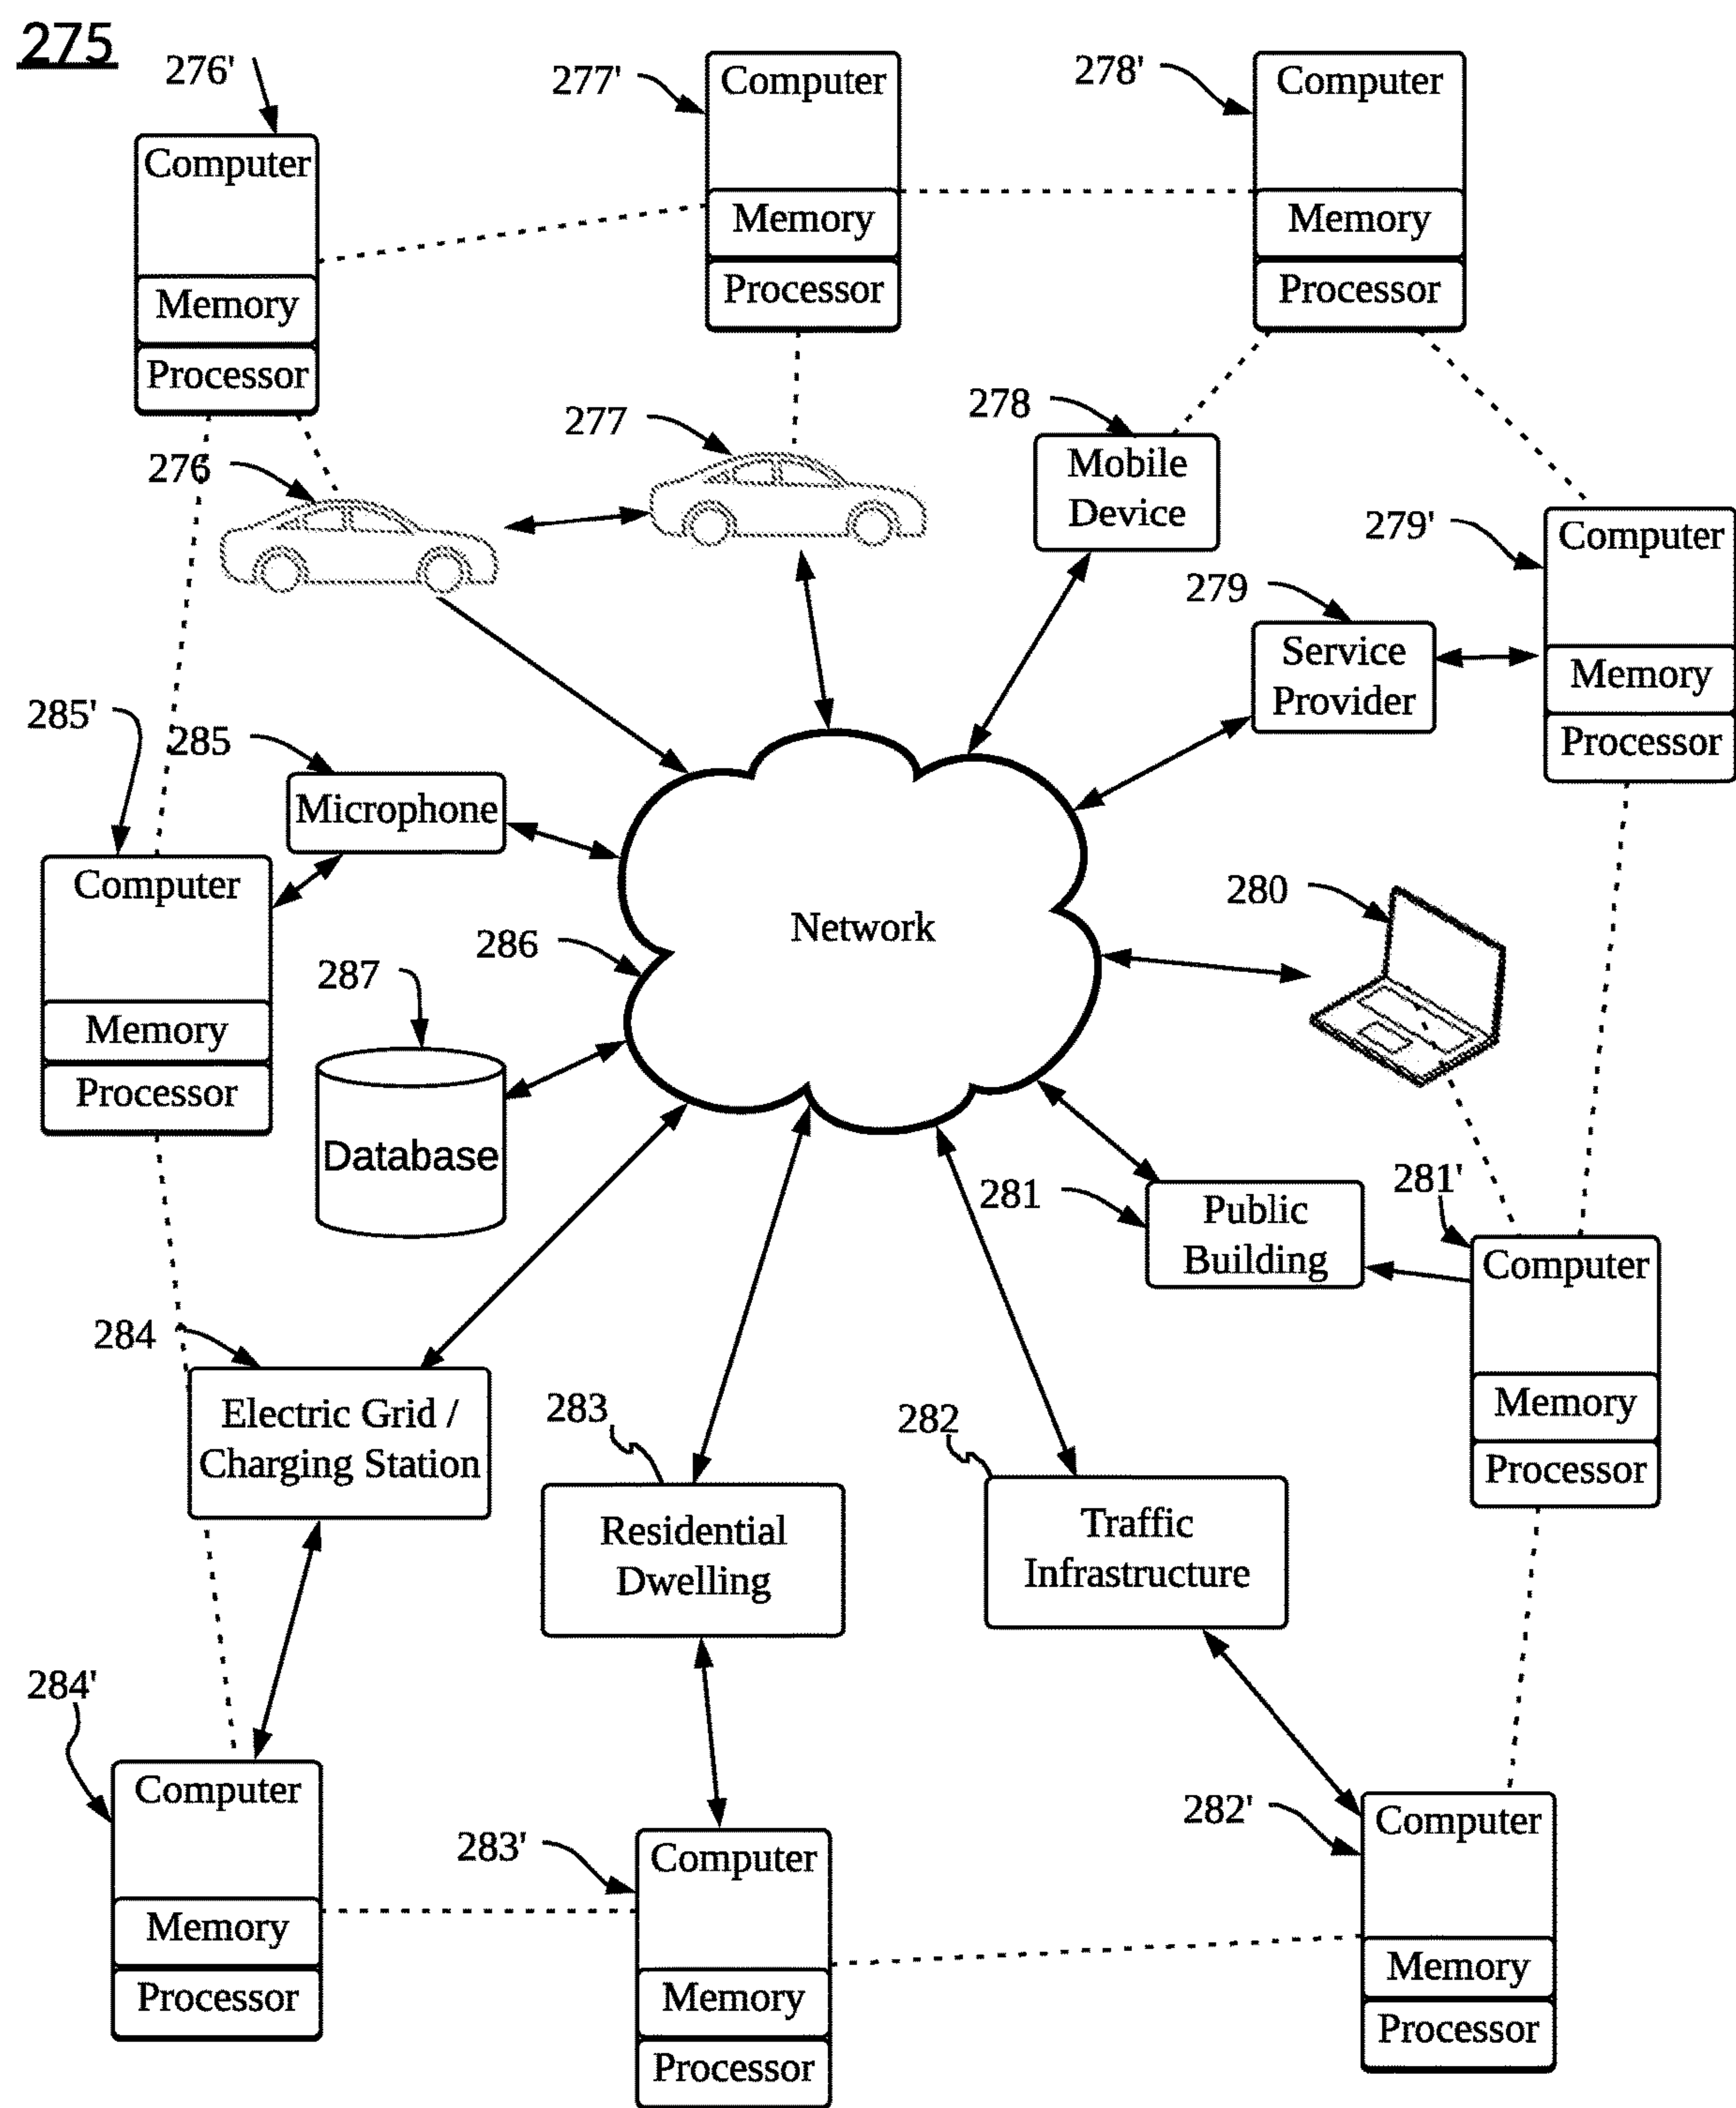 275
276'
Computer
Memory
Processor
277'
Computer
Memory
Processor
278'
Computer
Memory
Processor
276
277
278
Mobile
Device
279'
Computer
Memory
Processor
279
Service
Provider
285'
285
Microphone
Computer
Memory
Processor
Network
280
286
287
Database
281
Public
Building
281'
Computer
Memory
Processor
284
Electric Grid /
Charging Station
283
Residential
Dwelling
282
Traffic
Infrastructure
284'
Computer
Memory
Processor
283'
Computer
Memory
Processor
282'
Computer
Memory
Processor